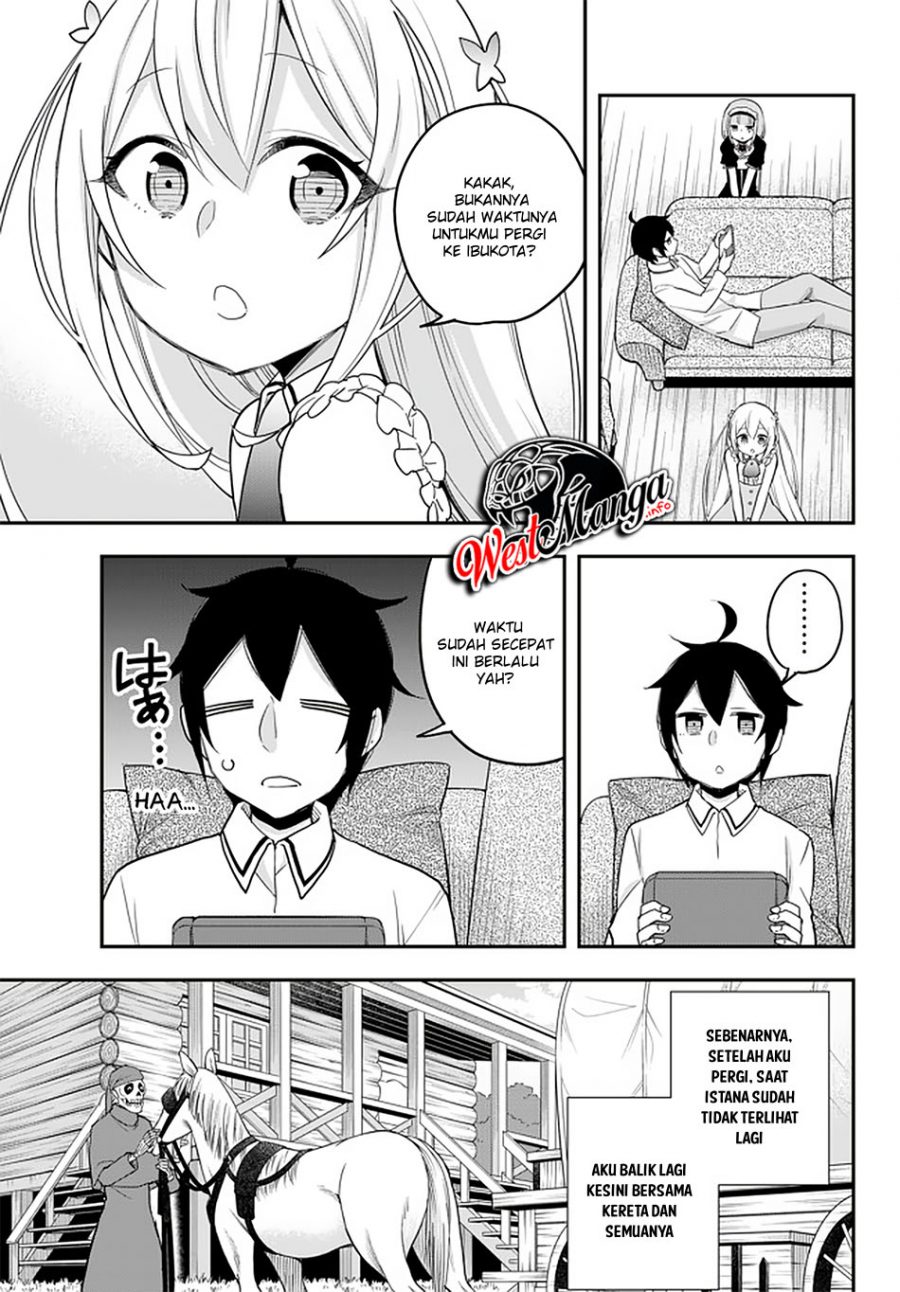 KAKAK,
BUKANNYA
SUDAH WAKTUNYA
UNTUKMU PERGI
KE IBUKOTA?
WestManga
.info
.........
WAKTU
SUDAH SECEPAT
INI BERLALU
YAH?
はぁ…
HAA...
SEBENARNYA,
SETELAH AKU
PERGI, SAAT
ISTANA SUDAH
TIDAK TERLIHAT
LAGI
AKU BALIK LAGI
KESINI BERSAMA
KERETA DAN
SEMUANYA